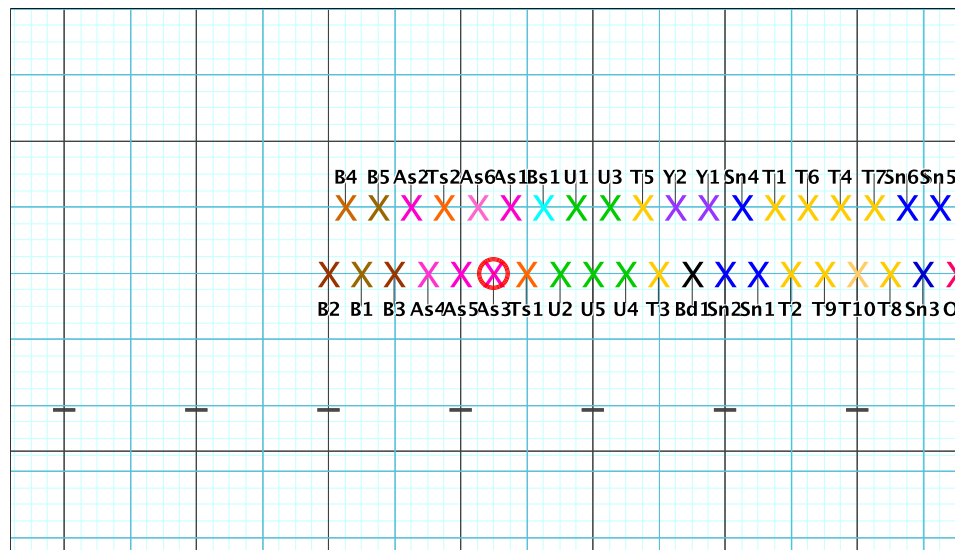 B4 B5 As2 Ts2 As6 As1 Bs1 U1 U3 T5 Y2 Y1 Sn4 T1 T6 T4 T7 Sn6 Sn5
B2 B1 B3 As4 As5 As3 Ts1 U2 U5 U4 T3 Bd1 Sn2 Sn1 T2 T9 T10 T8 Sn3